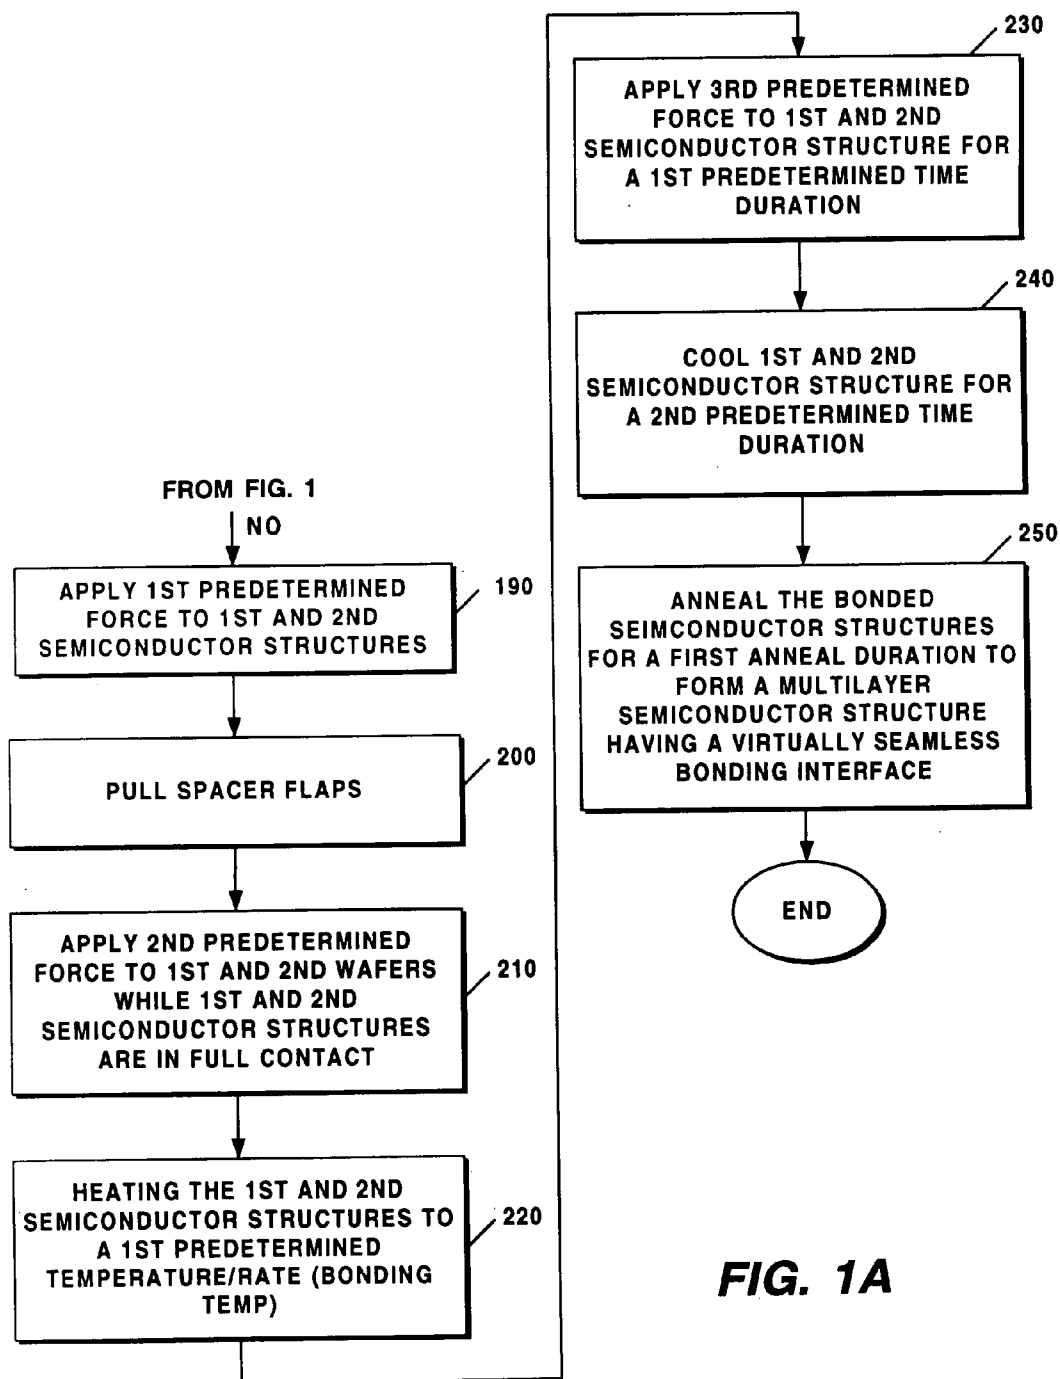 FROM FIG. 1
NO
APPLY 1ST PREDETERMINED
FORCE TO 1ST AND 2ND
SEMICONDUCTOR STRUCTURES
190
PULL SPACER FLAPS
200
APPLY 2ND PREDETERMINED
FORCE TO 1ST AND 2ND WAFERS
WHILE 1ST AND 2ND
SEMICONDUCTOR STRUCTURES
ARE IN FULL CONTACT
210
HEATING THE 1ST AND 2ND
SEMICONDUCTOR STRUCTURES TO
A 1ST PREDETERMINED
TEMPERATURE/RATE (BONDING
TEMP)
220
230
APPLY 3RD PREDETERMINED
FORCE TO 1ST AND 2ND
SEMICONDUCTOR STRUCTURE FOR
A 1ST PREDETERMINED TIME
DURATION
240
COOL 1ST AND 2ND
SEMICONDUCTOR STRUCTURE FOR
A 2ND PREDETERMINED TIME
DURATION
250
ANNEAL THE BONDED
SEIMCONDUCTOR STRUCTURES
FOR A FIRST ANNEAL DURATION TO
FORM A MULTILAYER
SEMICONDUCTOR STRUCTURE
HAVING A VIRTUALLY SEAMLESS
BONDING INTERFACE
END
FIG. 1A